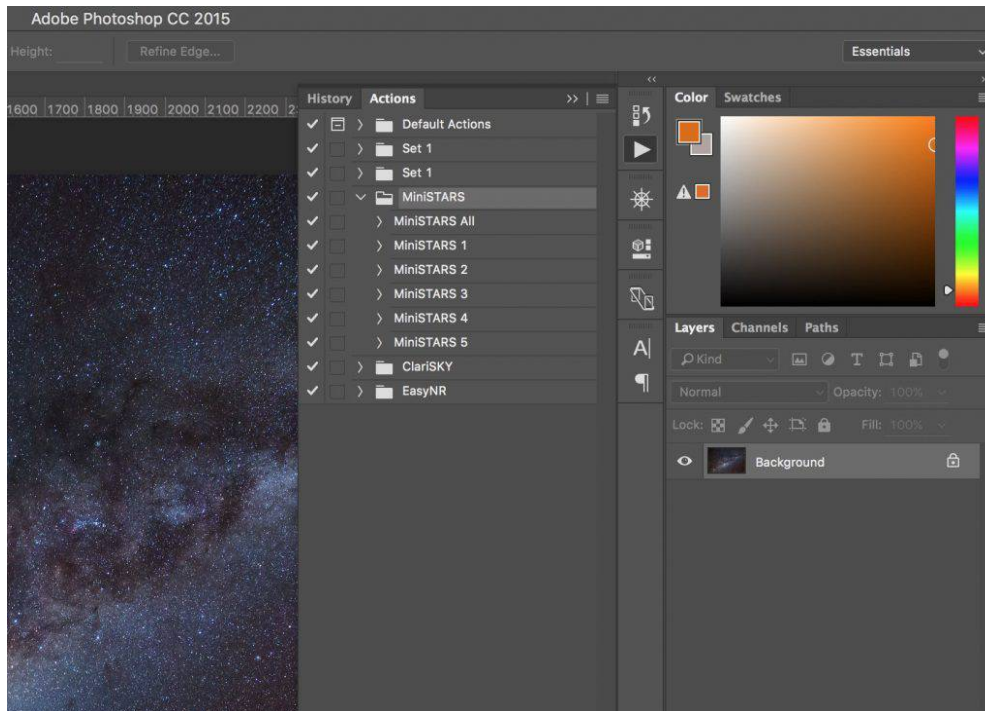 Adobe Photoshop CC 2015
Height:
Refine Edge...
Essentials
1600 1700 1800 1900 2000 2100 2200
History Actions
Default Actions
Set 1
Set 1
MiniSTARS
MiniSTARS All
MiniSTARS 1
MiniSTARS 2
MiniSTARS 3
MiniSTARS 4
MiniSTARS 5
ClariSKY
EasyNR
Color Swatches
Layers Channels Paths
Kind
Normal Opacity: 100%
Lock: Fill: 100%
Background